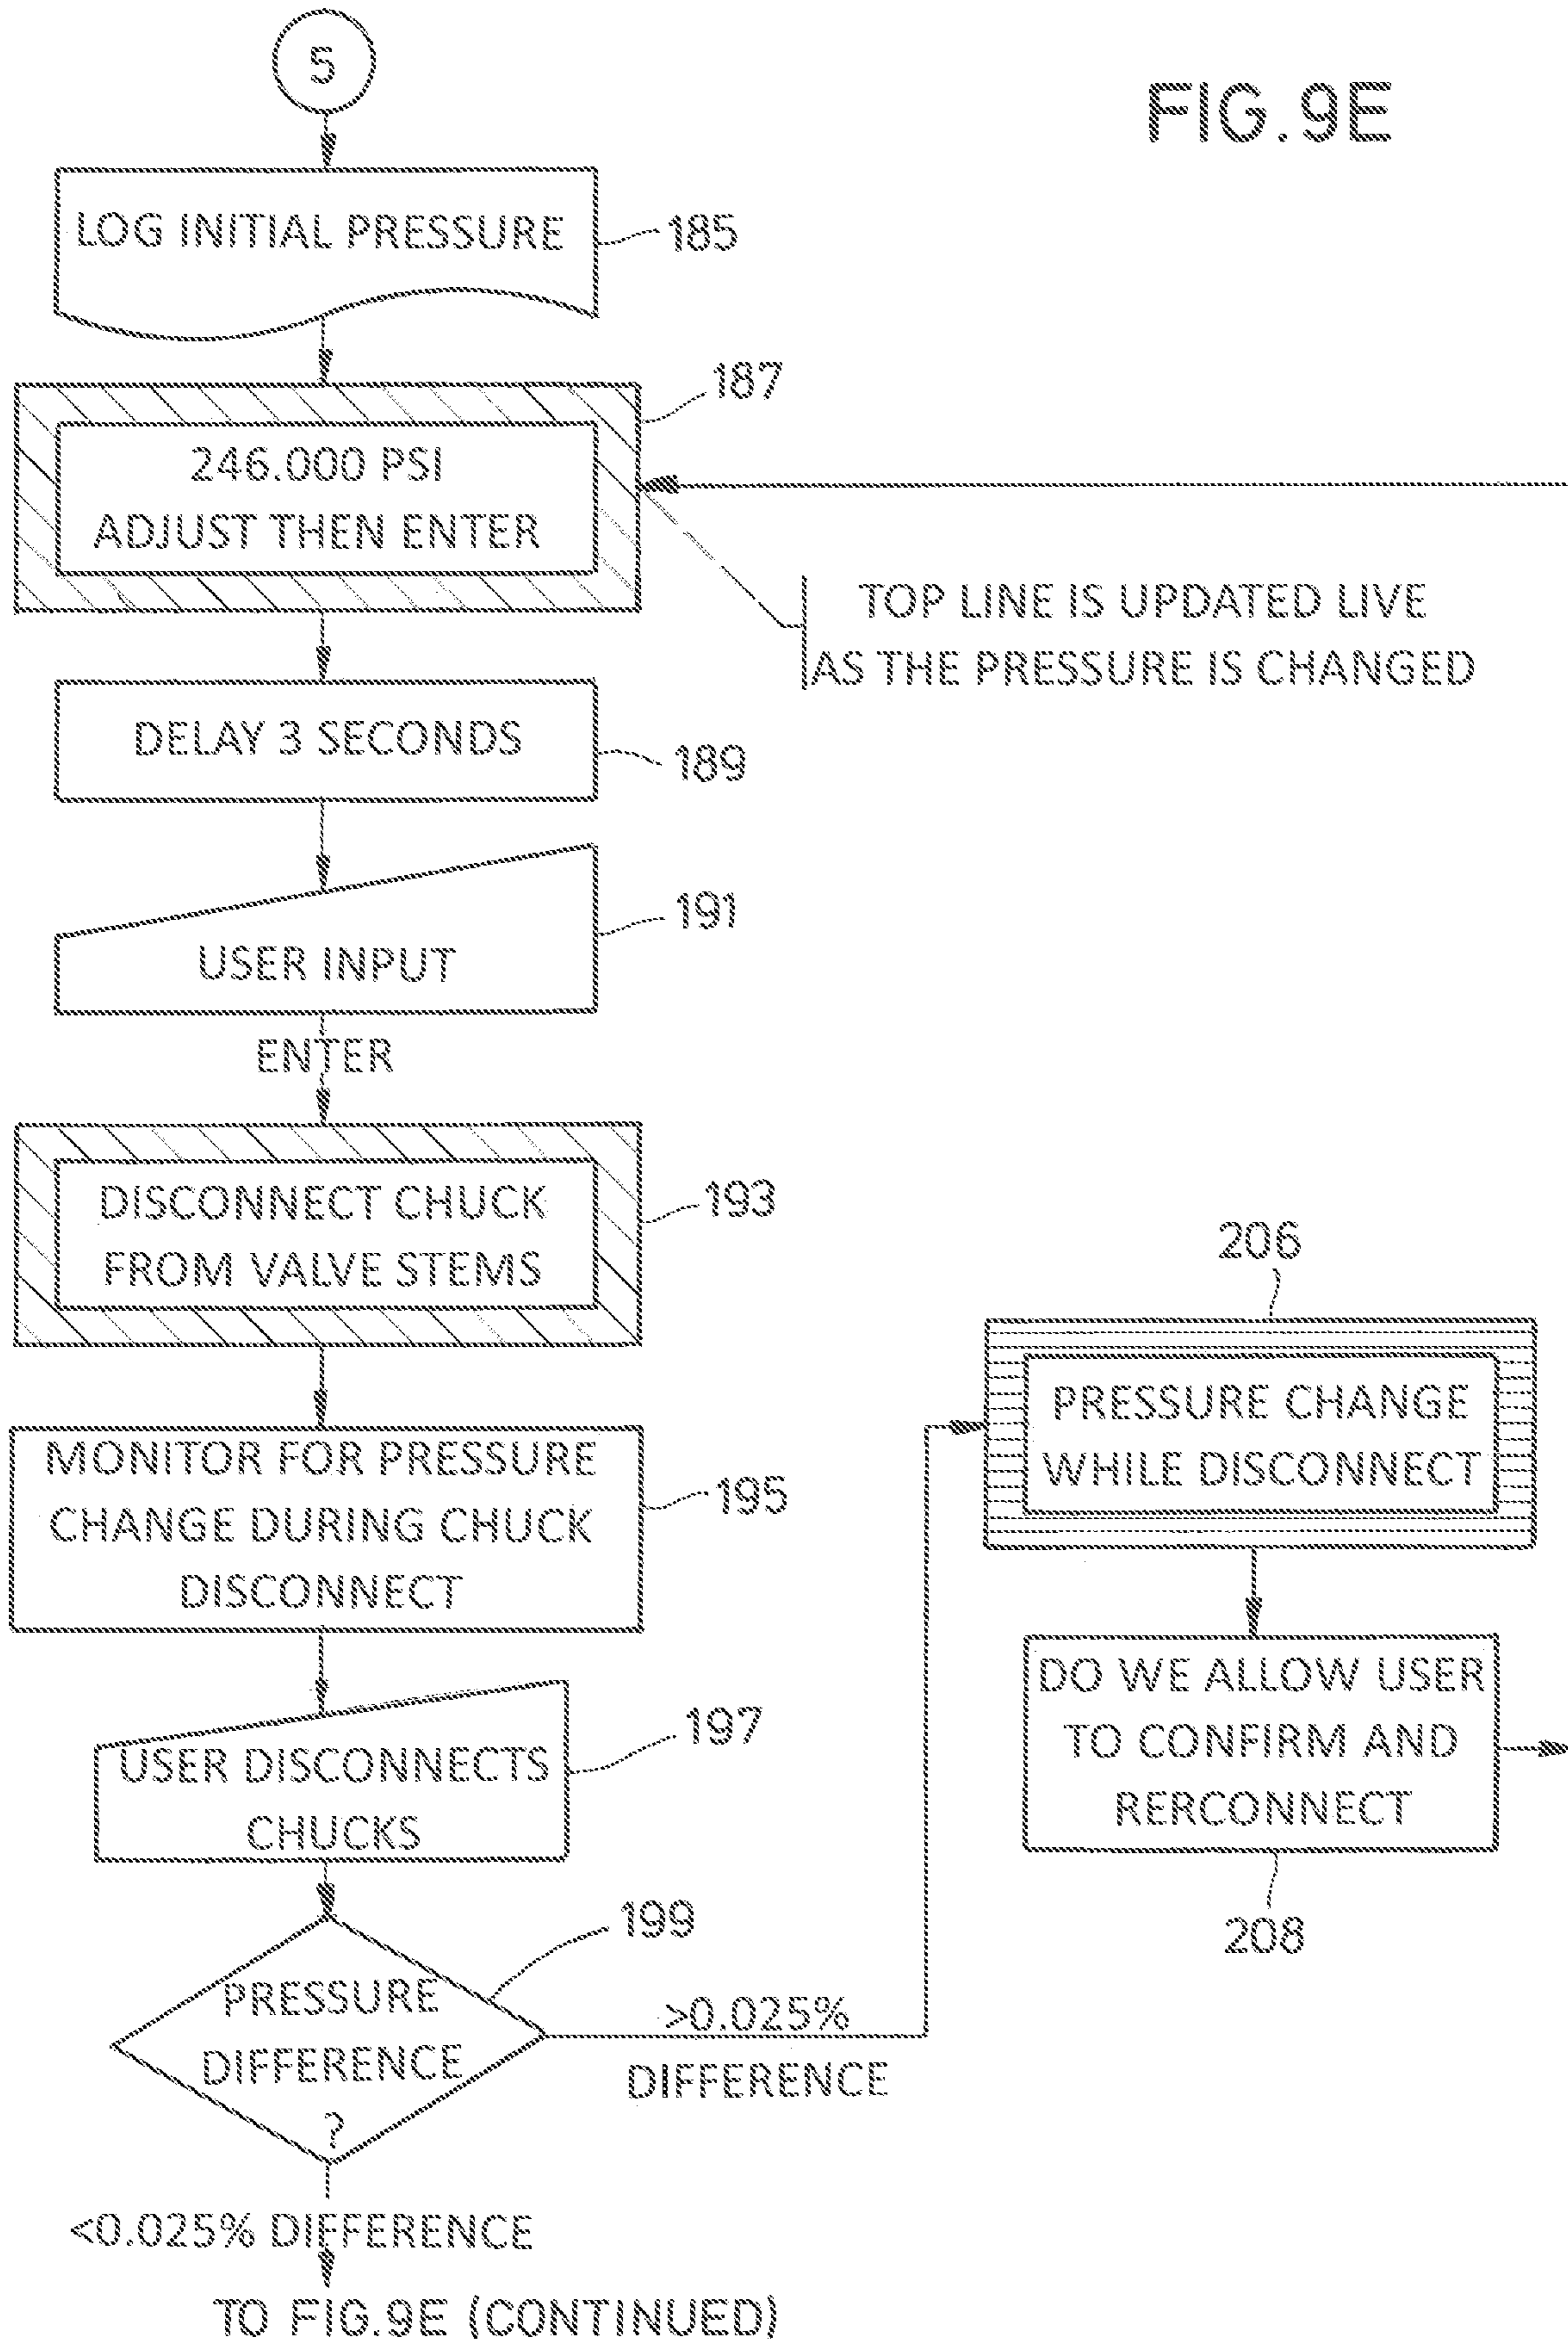 5
FIG. 9E
LOG INITIAL PRESSURE
185
187
246.000 PSI
ADJUST THEN ENTER
TOP LINE IS UPDATED LIVE
AS THE PRESSURE IS CHANGED
DELAY 3 SECONDS
189
191
USER INPUT
ENTER
DISCONNECT CHUCK
FROM VALVE STEMS
193
MONITOR FOR PRESSURE
CHANGE DURING CHUCK
DISCONNECT
195
USER DISCONNECTS
CHUCKS
197
PRESSURE
DIFFERENCE
?
199
>0.025%
DIFFERENCE
206
PRESSURE CHANGE
WHILE DISCONNECT
DO WE ALLOW USER
TO CONFIRM AND
RERCONNECT
208
<0.025% DIFFERENCE
TO FIG.9E (CONTINUED)